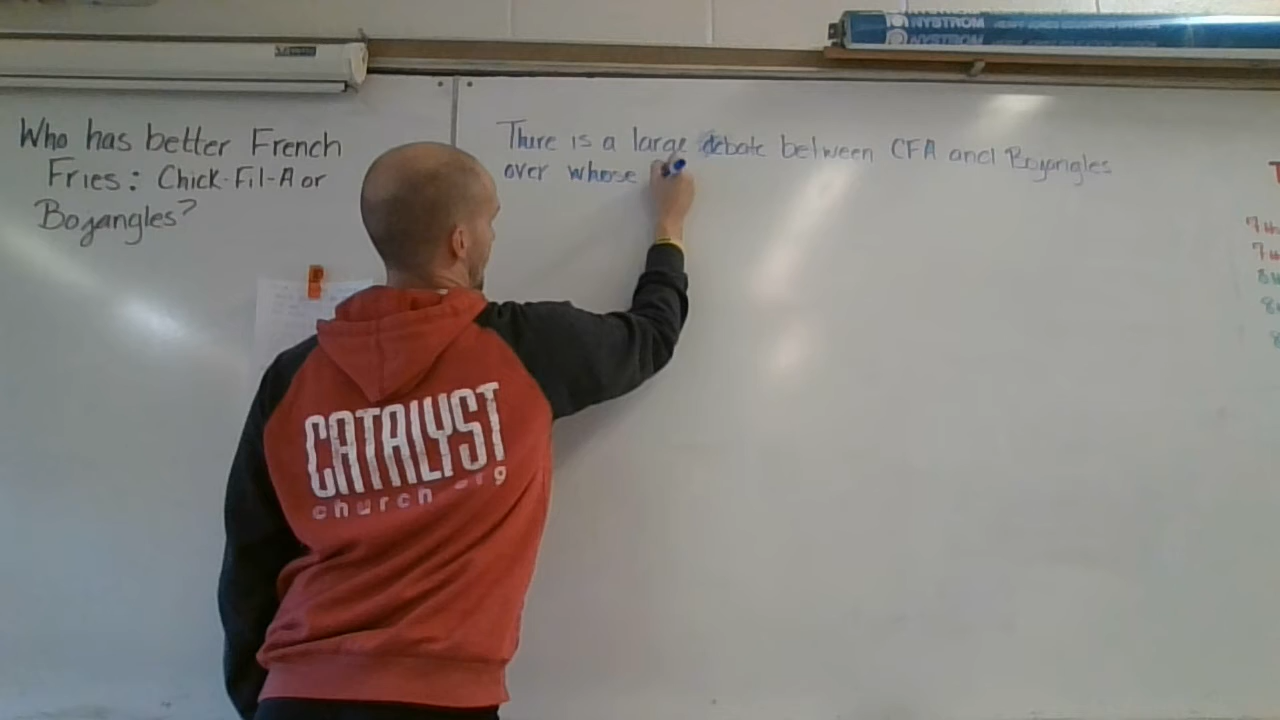 NYSTROM
NYSTROM
Who has better French
Fries: Chick-Fil-A or
Bojangles?
There is a large debate between CFA and Bojangles
over whose
CATALYST
church.org